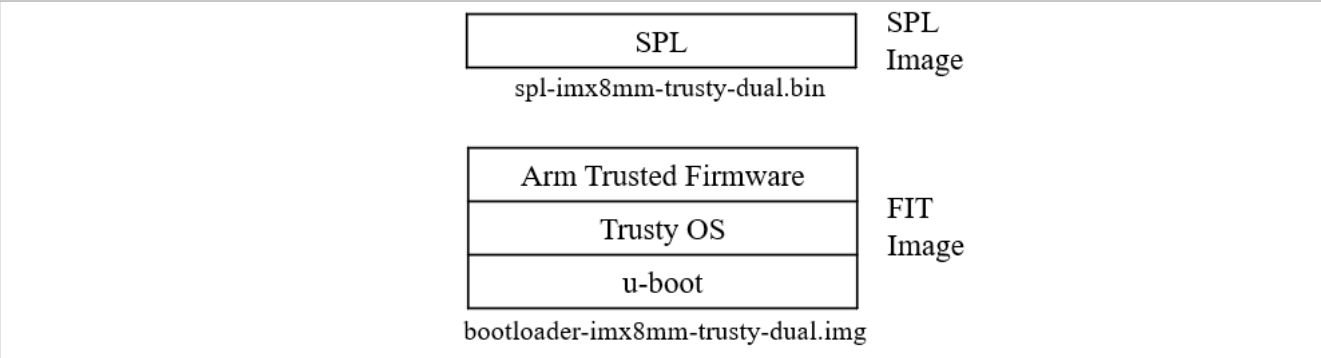 SPL
SPL
Image
spl-imx8mm-trusty-dual.bin
Arm Trusted Firmware
Trusty OS
FIT
Image
u-boot
bootloader-imx8mm-trusty-dual.img